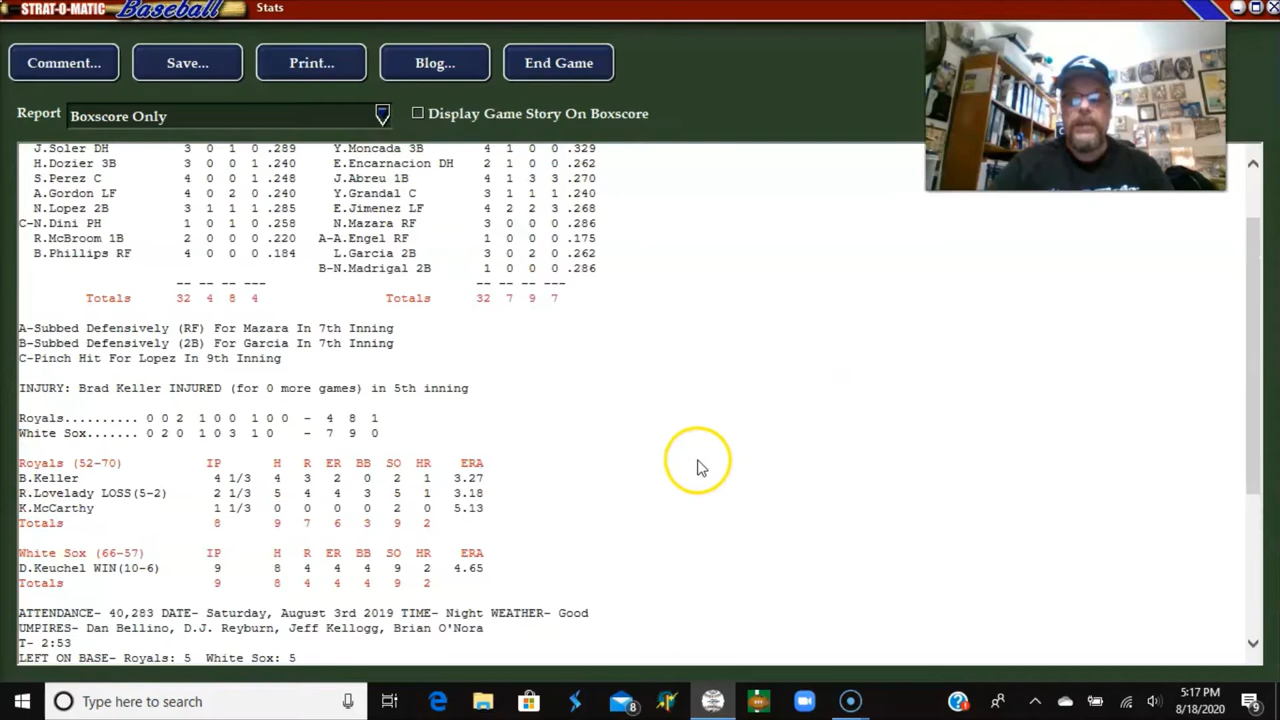 STRAT-O-MATIC Baseball Stats
Comment... Save... Print... Blog... End Game
Report Boxscore Only Display Game Story On Boxscore
J.Soler DH 3 0 1 0 .289 Y.Moncada 3B 4 1 0 0 .329
H.Dozier 3B 3 0 0 1 .240 E.Encarnacion DH 2 1 0 0 .262
S.Perez C 4 0 0 1 .248 J.Abreu 1B 4 1 3 3 .270
A.Gordon LF 4 0 2 0 .240 Y.Grandal C 3 1 1 1 .240
N.Lopez 2B 3 1 1 1 .285 E.Jimenez LF 4 2 2 3 .268
C-N.Dini PH 1 0 1 0 .258 N.Mazara RF 3 0 0 0 .286
R.McBroom 1B 2 0 0 0 .220 A-A.Engel RF 1 0 0 0 .175
B.Phillips RF 4 0 0 0 .184 L.Garcia 2B 3 0 2 0 .262
B-N.Madrigal 2B 1 0 0 0 .286
-- -- -- --- -- -- -- ---
Totals 32 4 8 4 Totals 32 7 9 7
A-Subbed Defensively (RF) For Mazara In 7th Inning
B-Subbed Defensively (2B) For Garcia In 7th Inning
C-Pinch Hit For Lopez In 9th Inning
INJURY: Brad Keller INJURED (for 0 more games) in 5th inning
Royals.......... 0 0 2 1 0 0 1 0 0 - 4 8 1
White Sox....... 0 2 0 1 0 3 1 0 - 7 9 0
Royals (52-70) IP H R ER BB SO HR ERA
B.Keller 4 1/3 4 3 2 0 2 1 3.27
R.Lovelady LOSS(5-2) 2 1/3 5 4 4 3 5 1 3.18
K.McCarthy 1 1/3 0 0 0 0 2 0 5.13
Totals 8 9 7 6 3 9 2
White Sox (66-57) IP H R ER BB SO HR ERA
D.Keuchel WIN(10-6) 9 8 4 4 4 9 2 4.65
Totals 9 8 4 4 4 9 2
ATTENDANCE- 40,283 DATE- Saturday, August 3rd 2019 TIME- Night WEATHER- Good
UMPIRES- Dan Bellino, D.J. Reyburn, Jeff Kellogg, Brian O'Nora
T- 2:53
LEFT ON BASE- Royals: 5 White Sox: 5
Type here to search 8 5:17 PM
8/18/2020 9